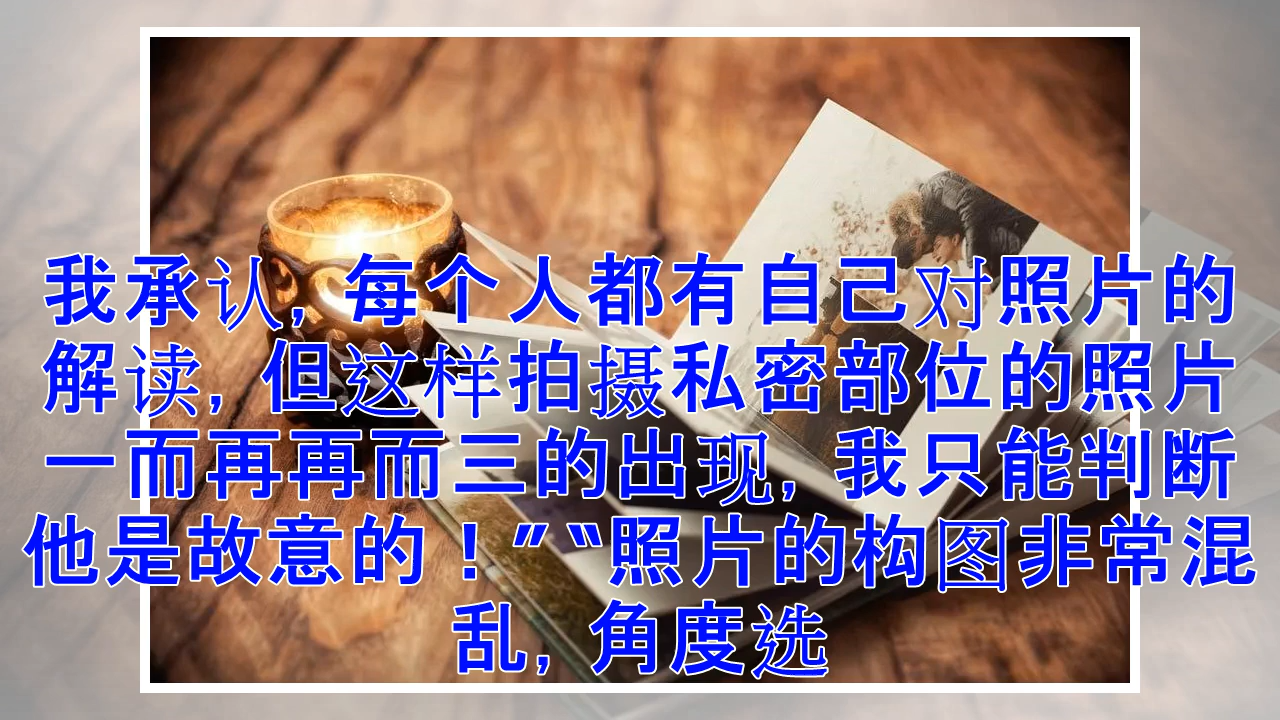 我承认,每个人都有自己对照片的
解读,但这样拍摄私密部位的照片
一而再再而三的出现,我只能判断
他是故意的！”“照片的构图非常混
乱,角度选